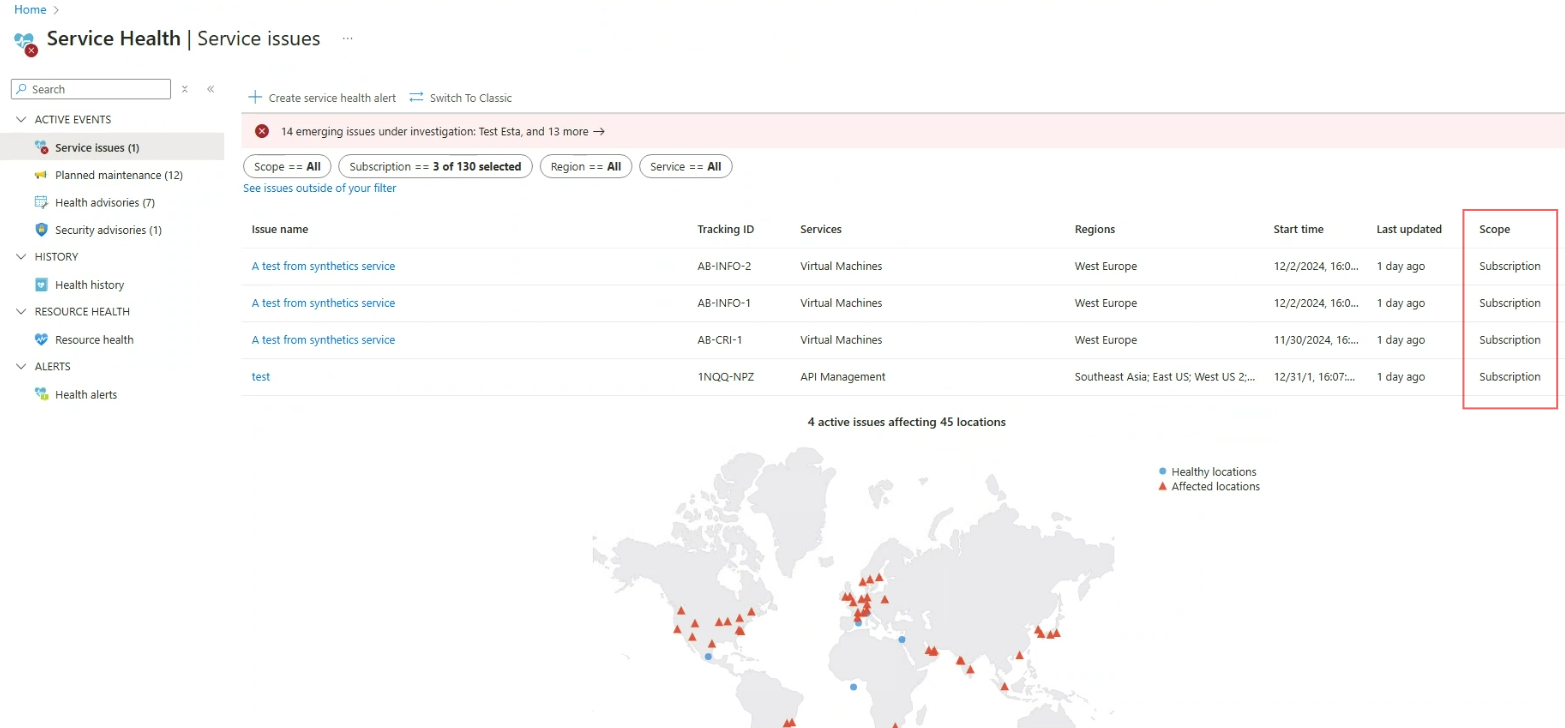 Home >
Service Health | Service issues ...
Search
ACTIVE EVENTS
Service issues (1)
Planned maintenance (12)
Health advisories (7)
Security advisories (1)
HISTORY
Health history
RESOURCE HEALTH
Resource health
ALERTS
Health alerts
Create service health alert Switch To Classic
14 emerging issues under investigation: Test Esta, and 13 more →
Scope == All Subscription == 3 of 130 selected Region == All Service == All
See issues outside of your filter
Issue name Tracking ID Services Regions Start time Last updated Scope
A test from synthetics service AB-INFO-2 Virtual Machines West Europe 12/2/2024, 16:0... 1 day ago Subscription
A test from synthetics service AB-INFO-1 Virtual Machines West Europe 12/2/2024, 16:0... 1 day ago Subscription
A test from synthetics service AB-CRI-1 Virtual Machines West Europe 11/30/2024, 16:... 1 day ago Subscription
test 1NQQ-NPZ API Management Southeast Asia; East US; West US 2;... 12/31/1, 16:07:... 1 day ago Subscription
4 active issues affecting 45 locations
Healthy locations
Affected locations